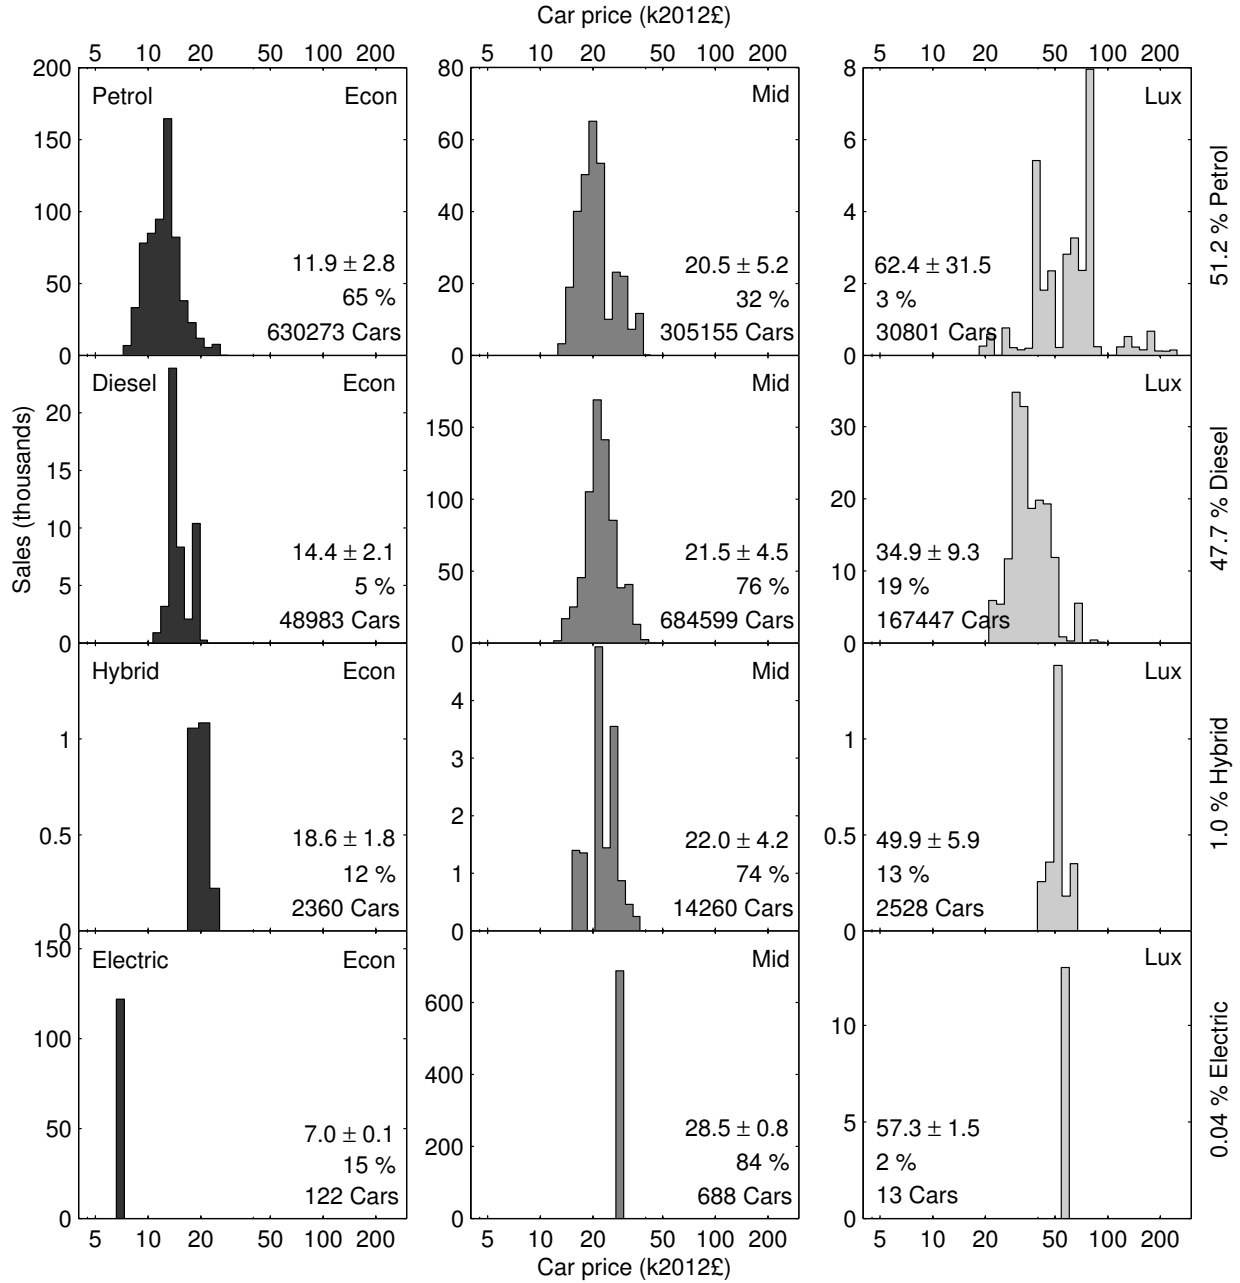 Car price (k2012£)
5 10 20 50 100 200 5 10 20 50 100 200 5 10 20 50 100 200
200 80 8
Petrol Econ Mid Lux
150 60 6
100 40 4
11.9 ± 2.8 20.5 ± 5.2 62.4 ± 31.5
50 20 2
65 % 32 % 3 %
630273 Cars 305155 Cars 30801 Cars
0 0 0
51.2 % Petrol
Diesel Econ Mid Lux
20 150 30
15 100 20
10 50 10
14.4 ± 2.1 21.5 ± 4.5 34.9 ± 9.3
5
5 % 76 % 19 %
48983 Cars 684599 Cars 167447 Cars
0 0 0
47.7 % Diesel
Sales (thousands)
Hybrid Econ Mid Lux
1 4 1
3
0.5 2 0.5
18.6 ± 1.8 22.0 ± 4.2 49.9 ± 5.9
1
12 % 74 % 13 %
2360 Cars 14260 Cars 2528 Cars
0 0 0
1.0 % Hybrid
150
Electric Econ Mid Lux
100 600 10
400
50 200 5
7.0 ± 0.1 28.5 ± 0.8 57.3 ± 1.5
15 % 84 % 2 %
122 Cars 688 Cars 13 Cars
0 0 0
0.04 % Electric
5 10 20 50 100 200 5 10 20 50 100 200 5 10 20 50 100 200
Car price (k2012£)